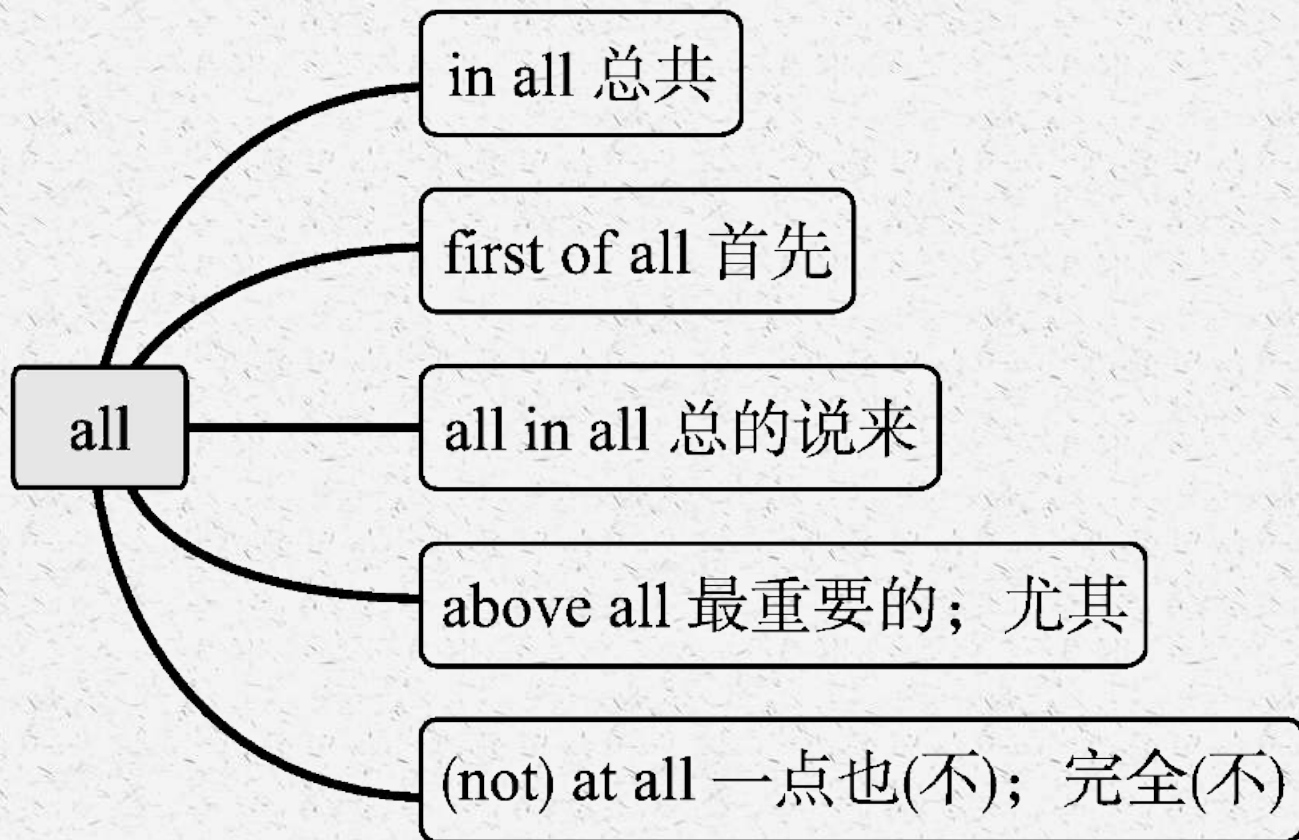 in all 总共
first of all 首先
all
all in all 总的说来
above all 最重要的；尤其
(not) at all 一点也(不)；完全(不)